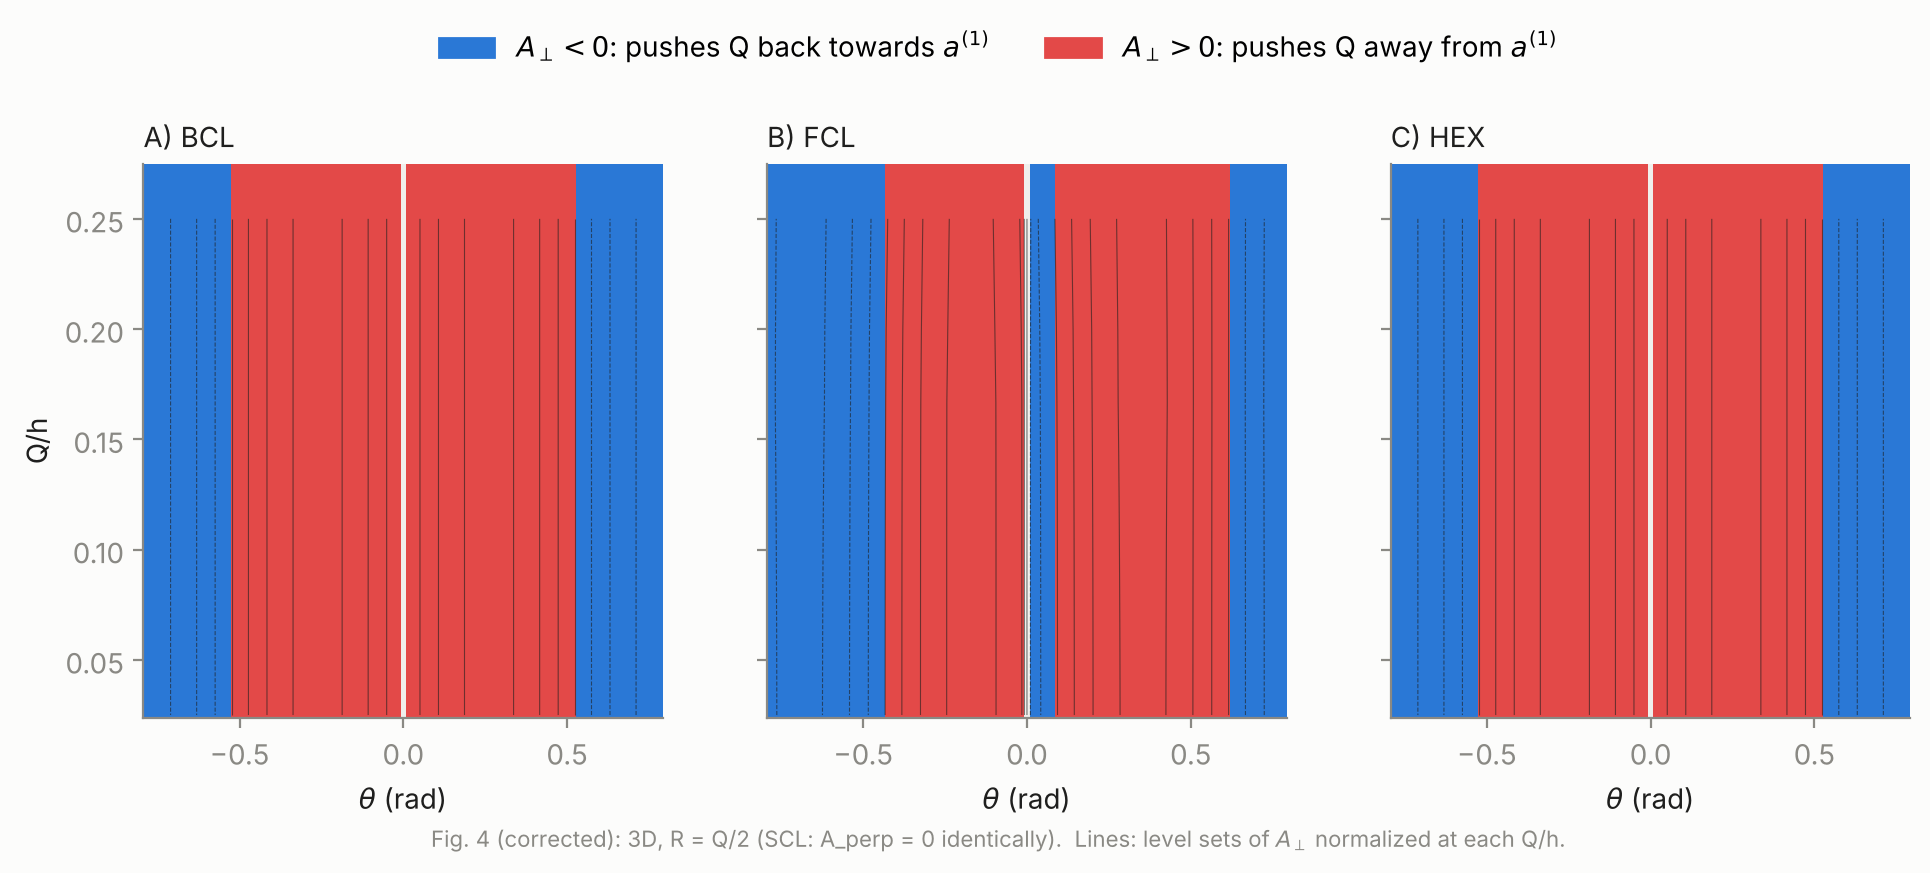 A⊥ < 0: pushes Q back towards a⁽¹⁾
A⊥ > 0: pushes Q away from a⁽¹⁾
A) BCL
B) FCL
C) HEX
0.25
0.20
0.15
0.10
0.05
Q/h
−0.5 0.0 0.5
−0.5 0.0 0.5
−0.5 0.0 0.5
θ (rad)
θ (rad)
θ (rad)
Fig. 4 (corrected): 3D, R = Q/2 (SCL: A_perp = 0 identically). Lines: level sets of A⊥ normalized at each Q/h.